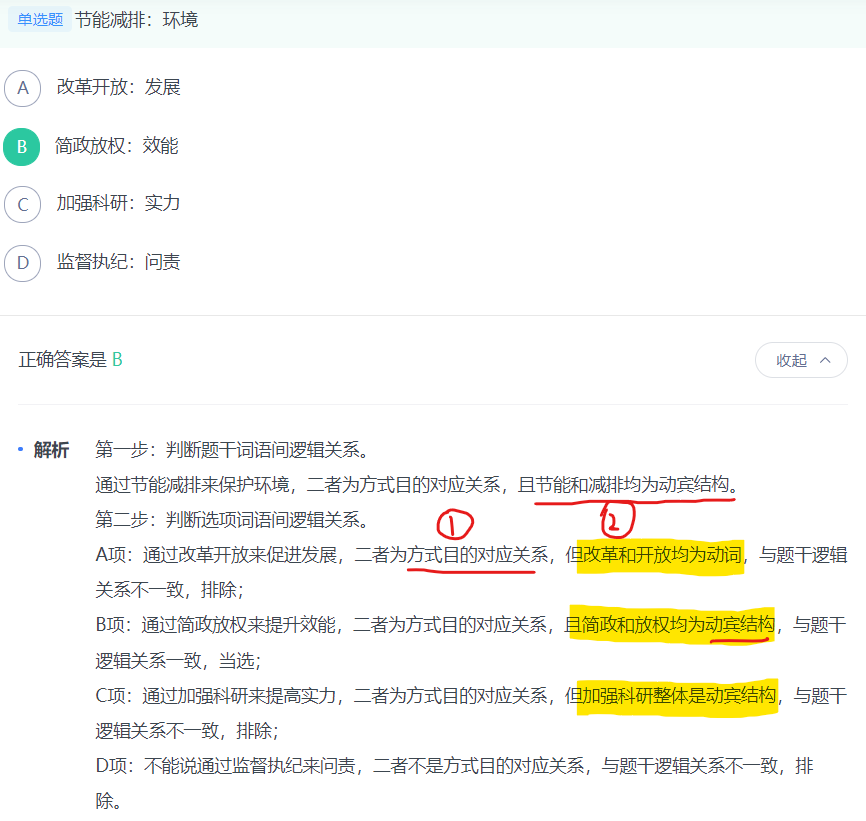 单选题 节能减排：环境
A 改革开放：发展
B 简政放权：效能
C 加强科研：实力
D 监督执纪：问责
正确答案是 B 收起
• 解析 第一步：判断题干词语间逻辑关系。
通过节能减排来保护环境，二者为方式目的对应关系，且节能和减排均为动宾结构。
第二步：判断选项词语间逻辑关系。
① ②
A项：通过改革开放来促进发展，二者为方式目的对应关系，但改革和开放均为动词，与题干逻辑
关系不一致，排除；
B项：通过简政放权来提升效能，二者为方式目的对应关系，且简政和放权均为动宾结构，与题干
逻辑关系一致，当选；
C项：通过加强科研来提高实力，二者为方式目的对应关系，但加强科研整体是动宾结构，与题干
逻辑关系不一致，排除；
D项：不能说通过监督执纪来问责，二者不是方式目的对应关系，与题干逻辑关系不一致，排
除。